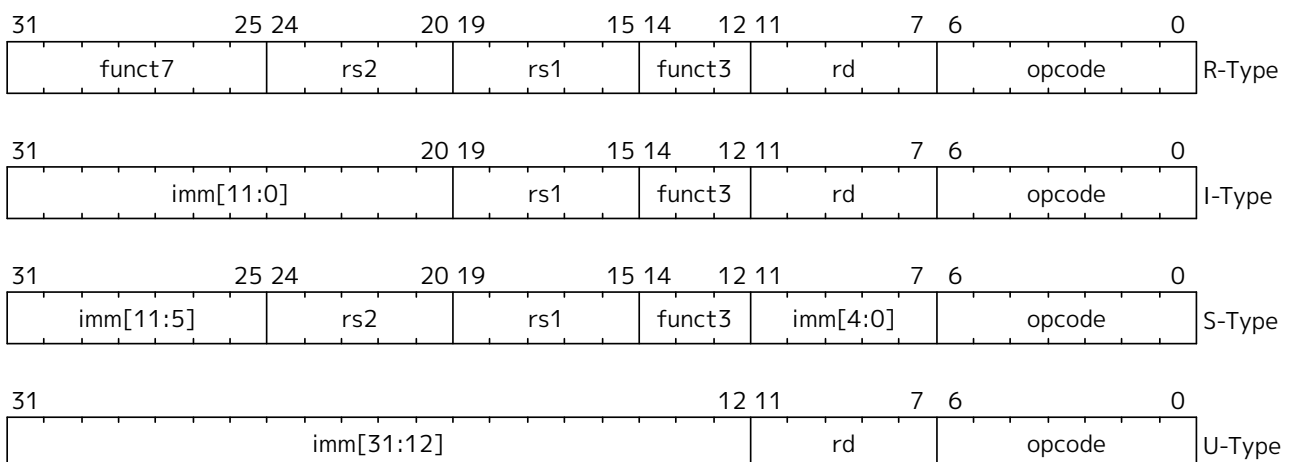 31 25 24 20 19 15 14 12 11 7 6 0
funct7 rs2 rs1 funct3 rd opcode R-Type
31 20 19 15 14 12 11 7 6 0
imm[11:0] rs1 funct3 rd opcode I-Type
31 25 24 20 19 15 14 12 11 7 6 0
imm[11:5] rs2 rs1 funct3 imm[4:0] opcode S-Type
31 12 11 7 6 0
imm[31:12] rd opcode U-Type